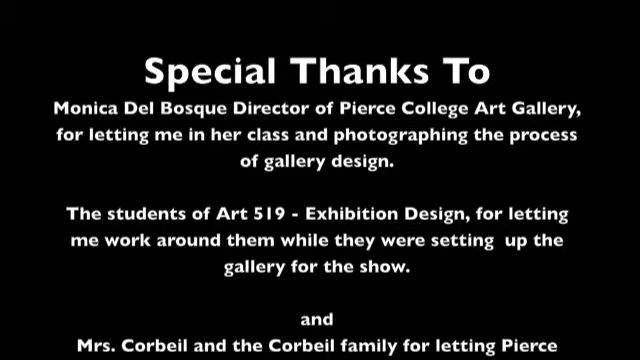 Special Thanks To
Monica Del Bosque Director of Pierce College Art Gallery,
for letting me in her class and photographing the process
of gallery design.
The students of Art 519 - Exhibition Design, for letting
me work around them while they were setting  up the
gallery for the show.
and
Mrs. Corbeil and the Corbeil family for letting Pierce